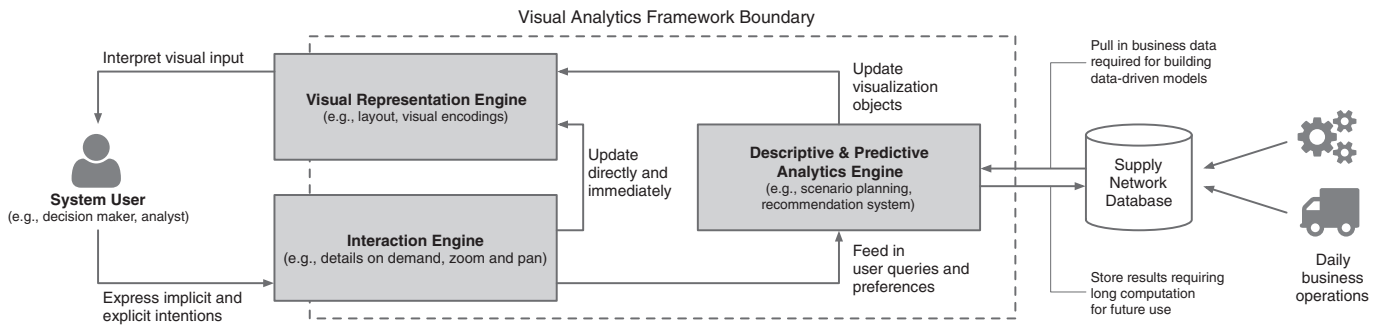 Visual Analytics Framework Boundary
Interpret visual input
Visual Representation Engine
(e.g., layout, visual encodings)
Update
visualization
objects
Pull in business data
required for building
data-driven models
System User
(e.g., decision maker, analyst)
Update
directly and
immediately
Descriptive & Predictive
Analytics Engine
(e.g., scenario planning,
recommendation system)
Supply
Network
Database
Interaction Engine
(e.g., details on demand, zoom and pan)
Express implicit and
explicit intentions
Feed in
user queries and
preferences
Store results requiring
long computation
for future use
Daily
business
operations